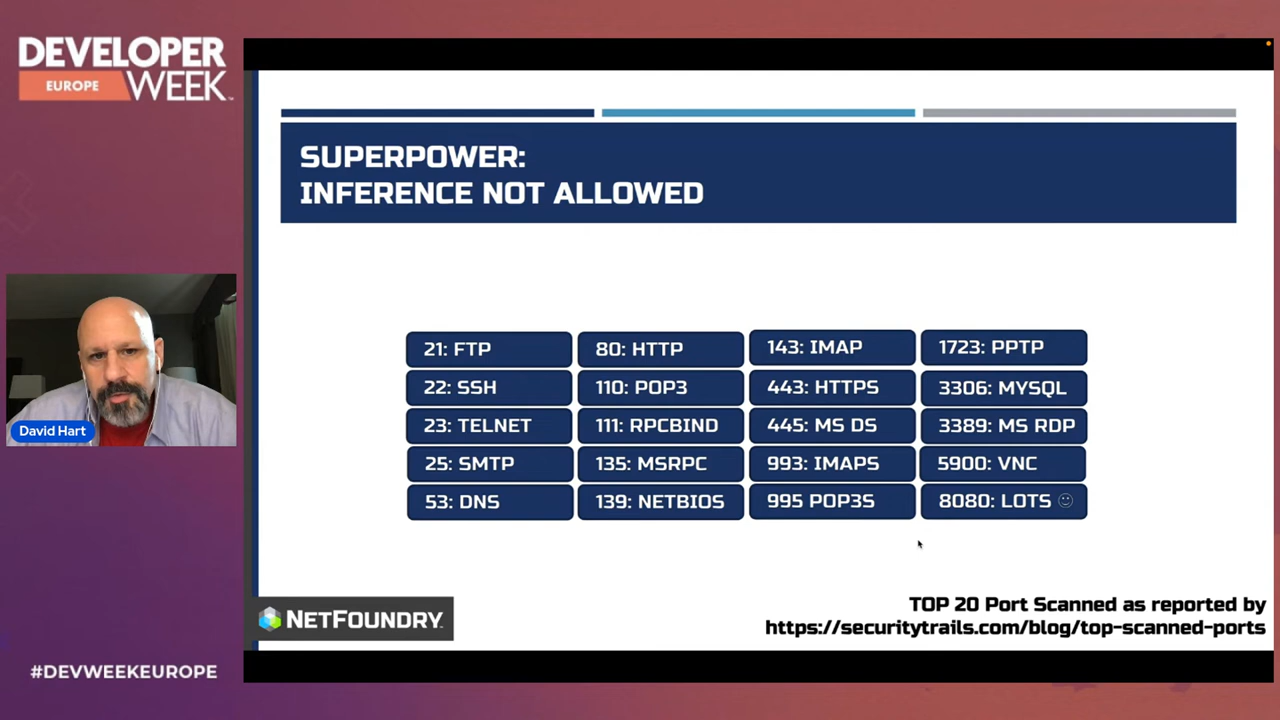 DEVELOPER
EUROPE WEEK
SUPERPOWER:
INFERENCE NOT ALLOWED
21: FTP
22: SSH
23: TELNET
25: SMTP
53: DNS
80: HTTP
110: POP3
111: RPCBIND
135: MSRPC
139: NETBIOS
143: IMAP
443: HTTPS
445: MS DS
993: IMAPS
995 POP3S
1723: PPTP
3306: MYSQL
3389: MS RDP
5900: VNC
8080: LOTS ☺
David Hart
NETFOUNDRY
TOP 20 Port Scanned as reported by
https://securitytrails.com/blog/top-scanned-ports
#DEVWEEKEUROPE